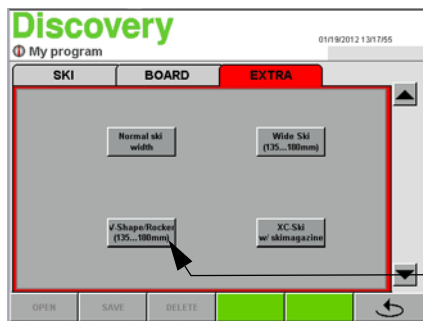 Discovery
01/19/2012 13/17/55
My program
SKI BOARD EXTRA
Normal ski
width
Wide Ski
(135...180mm)
V-Shape/Rocker
(135...180mm)
XC-Ski
w/ skimagazine
OPEN SAVE DELETE